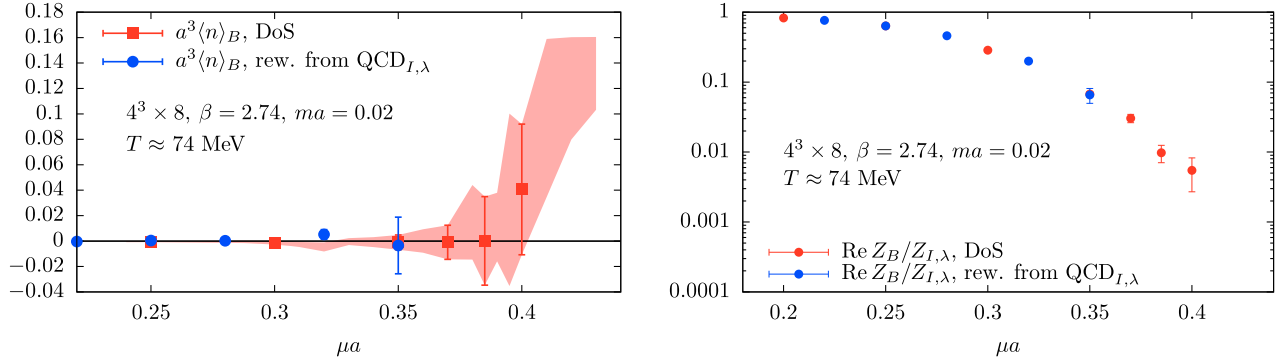 0.18
0.16
0.14
0.12
0.1
0.08
0.06
0.04
0.02
0
−0.02
−0.04
0.25
0.3
0.35
0.4
μa
a³⟨n⟩_B, DoS
a³⟨n⟩_B, rew. from QCD_{I,λ}
4³ × 8, β = 2.74, ma = 0.02
T ≈ 74 MeV
1
0.1
0.01
0.001
0.0001
0.2
0.25
0.3
0.35
0.4
μa
4³ × 8, β = 2.74, ma = 0.02
T ≈ 74 MeV
Re Z_B/Z_{I,λ}, DoS
Re Z_B/Z_{I,λ}, rew. from QCD_{I,λ}